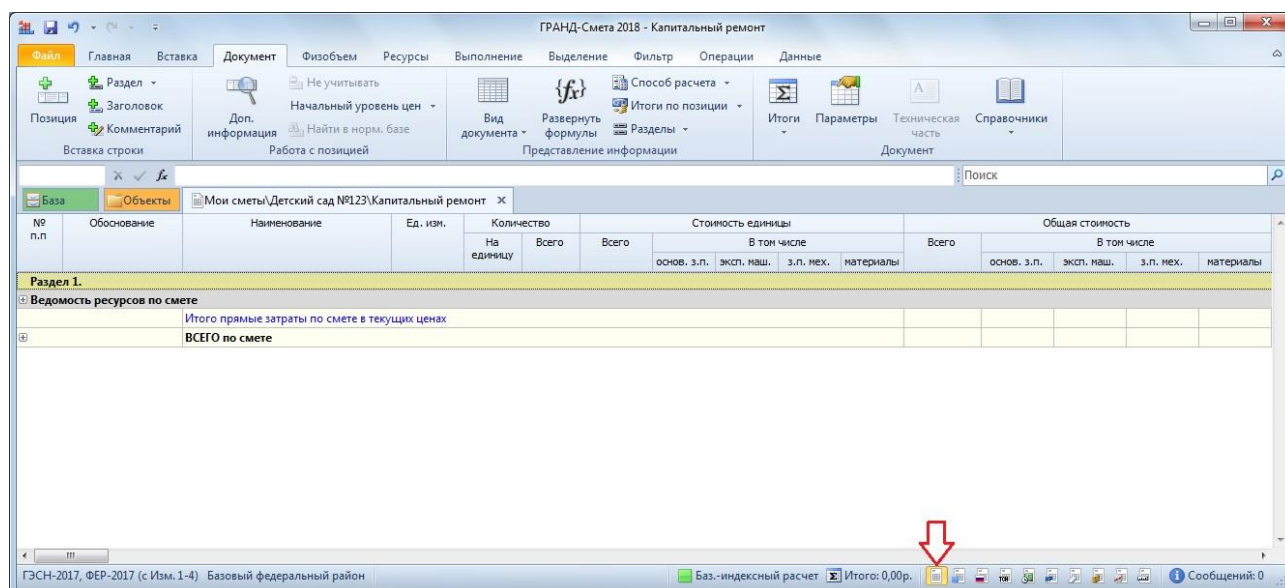 ГРАНД-Смета 2018 - Капитальный ремонт
Файл Главная Вставка Документ Физобъем Ресурсы Выполнение Выделение Фильтр Операции Данные
Позиция
Раздел
Заголовок
Комментарий
Вставка строки
Доп. информация
Не учитывать
Начальный уровень цен
Найти в норм. базе
Работа с позицией
Вид документа
Развернуть формулы
Способ расчета
Итоги по позиции
Разделы
Представление информации
Итоги
Параметры
Техническая часть
Справочники
Документ
fx
Поиск
База Объекты Мои сметы\Детский сад №123\Капитальный ремонт
№ п.п Обоснование Наименование Ед. изм. Количество Стоимость единицы Общая стоимость
На единицу Всего Всего В том числе Всего В том числе
основ. з.п. эксп. маш. з.п. мех. материалы основ. з.п. эксп. маш. з.п. мех. материалы
Раздел 1.
Ведомость ресурсов по смете
Итого прямые затраты по смете в текущих ценах
ВСЕГО по смете
ГЭСН-2017, ФЕР-2017 (с Изм. 1-4) Базовый федеральный район Баз.-индексный расчет Σ Итого: 0,00р. Сообщений: 0